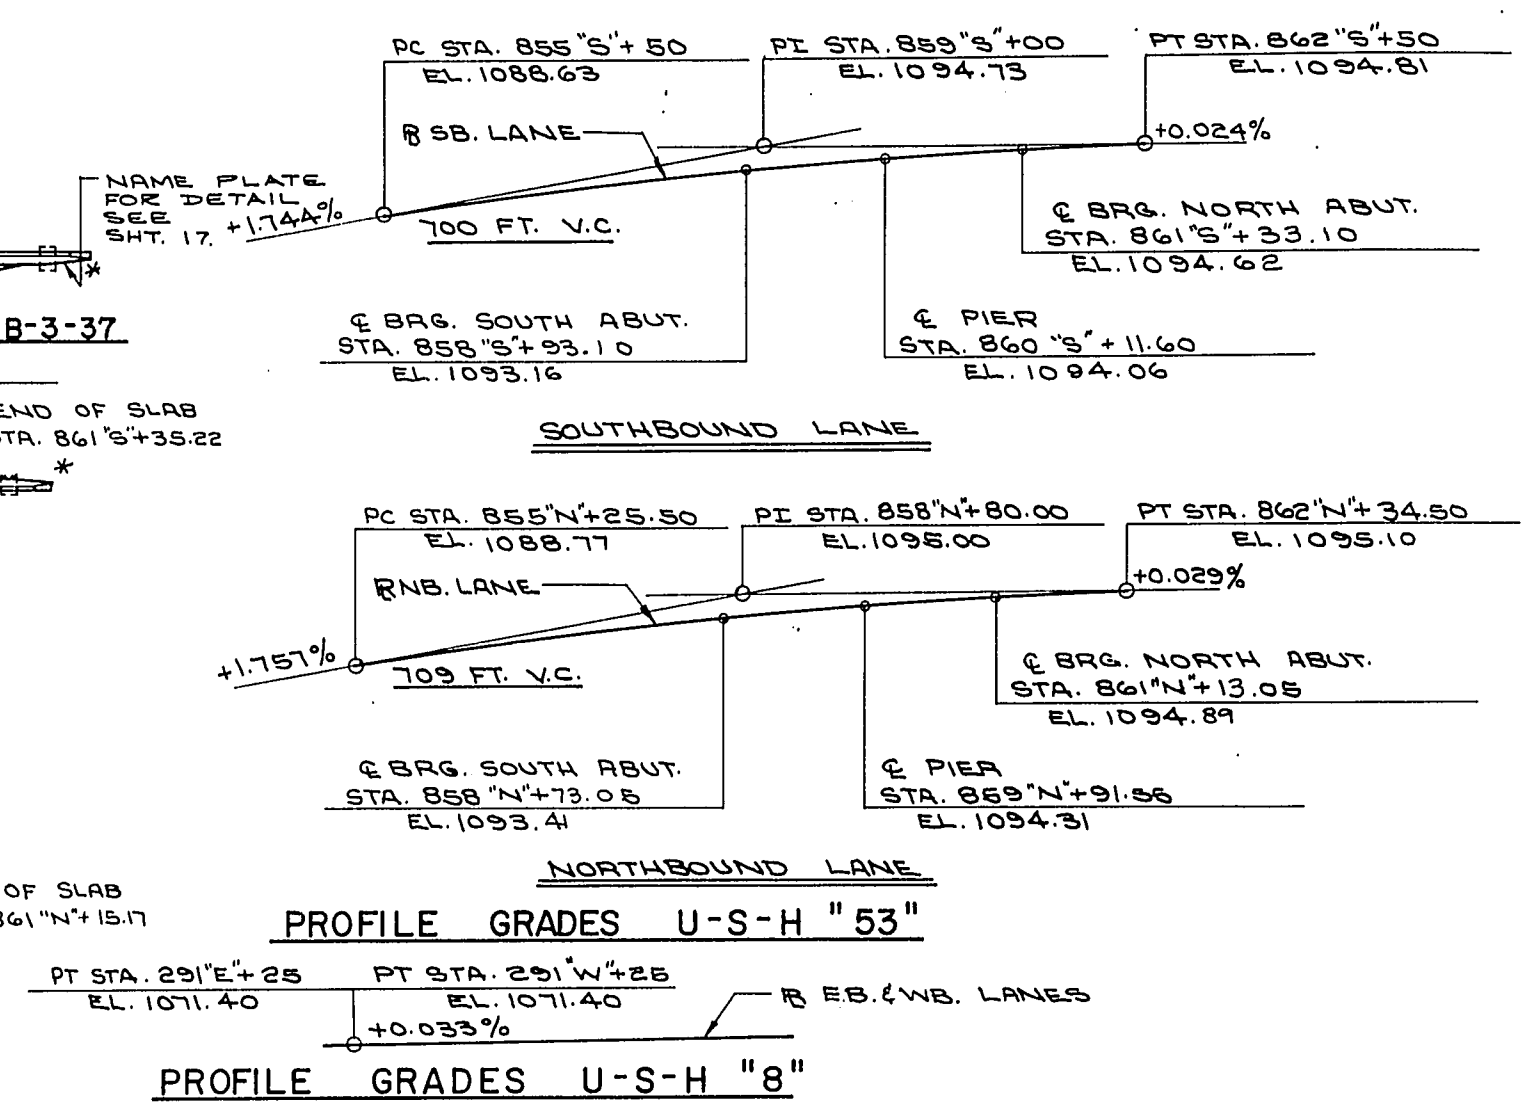 PC STA. 855 "S" + 50
EL. 1088.63
PI STA. 859 "S" +00
EL. 1094.73
PT STA. 862 "S" +50
EL. 1094.81
SB. LANE
+0.024%
NAME PLATE
FOR DETAIL
SEE
SHT. 17.
+1.744%
700 FT. V.C.
℄ BRG. NORTH ABUT.
STA. 861 "S" + 33.10
EL. 1094.62
*
B-3-37
℄ BRG. SOUTH ABUT.
STA. 858 "S" + 93.10
EL. 1093.16
℄ PIER
STA. 860 "S" + 11.60
EL. 1094.06
END OF SLAB
STA. 861 "S" +35.22
*
SOUTHBOUND LANE
PC STA. 855 "N" +25.50
EL. 1088.77
PI STA. 858 "N" +80.00
EL. 1095.00
PT STA. 862 "N" + 34.50
EL. 1095.10
NB. LANE
+0.029%
+1.757%
709 FT. V.C.
℄ BRG. NORTH ABUT.
STA. 861 "N" + 13.05
EL. 1094.89
℄ BRG. SOUTH ABUT.
STA. 858 "N" +73.05
EL. 1093.41
℄ PIER
STA. 859 "N" +91.55
EL. 1094.31
NORTHBOUND LANE
OF SLAB
861 "N" + 15.17
PROFILE GRADES U-S-H "53"
PT STA. 291 "E" + 25
EL. 1071.40
PT STA. 291 "W" +25
EL. 1071.40
E.B. & WB. LANES
+0.033%
PROFILE GRADES U-S-H "8"